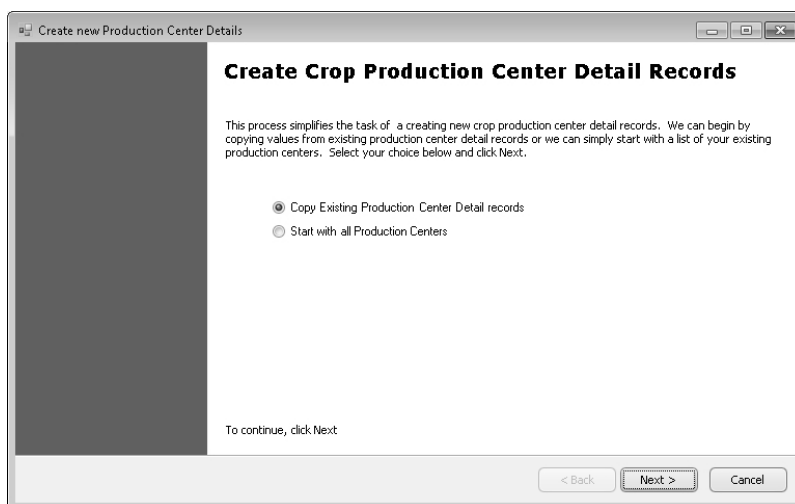 Create new Production Center Details
Create Crop Production Center Detail Records
This process simplifies the task of a creating new crop production center detail records. We can begin by
copying values from existing production center detail records or we can simply start with a list of your existing
production centers. Select your choice below and click Next.
Copy Existing Production Center Detail records
Start with all Production Centers
To continue, click Next
< Back Next > Cancel